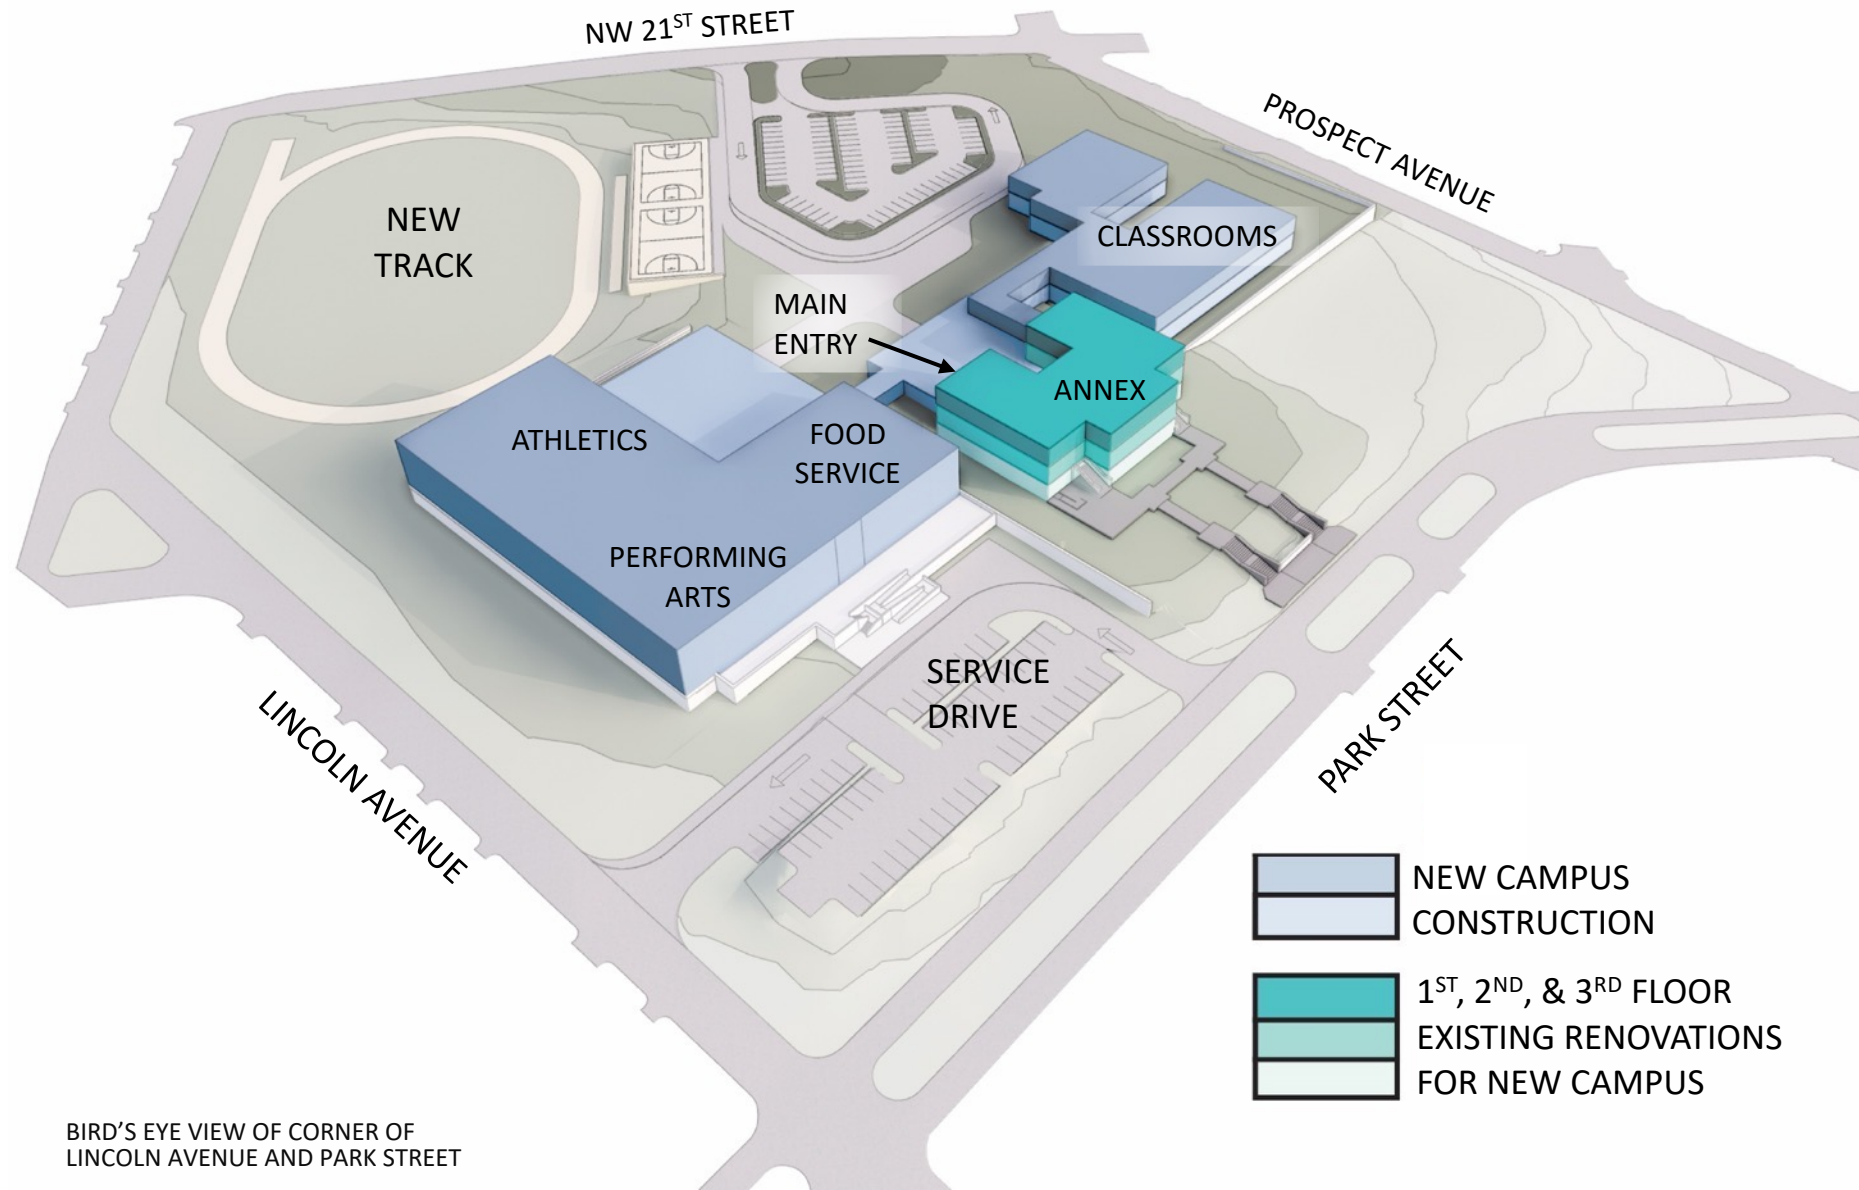 NW 21ST STREET
PROSPECT AVENUE
NEW
TRACK
CLASSROOMS
MAIN
ENTRY
ANNEX
ATHLETICS
FOOD
SERVICE
PERFORMING
ARTS
SERVICE
DRIVE
LINCOLN AVENUE
PARK STREET
NEW CAMPUS
CONSTRUCTION
1ST, 2ND, & 3RD FLOOR
EXISTING RENOVATIONS
FOR NEW CAMPUS
BIRD’S EYE VIEW OF CORNER OF
LINCOLN AVENUE AND PARK STREET